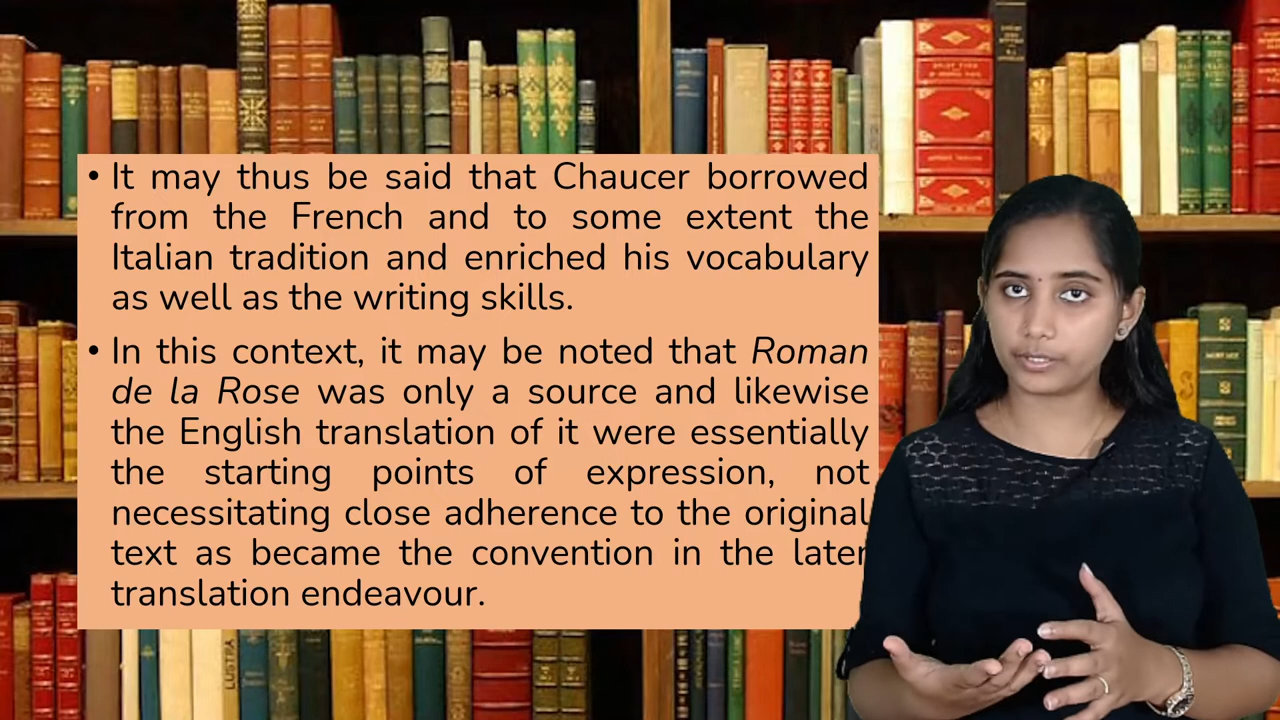 • It may thus be said that Chaucer borrowed
from the French and to some extent the
Italian tradition and enriched his vocabulary
as well as the writing skills.
• In this context, it may be noted that Roman
de la Rose was only a source and likewise
the English translation of it were essentially
the starting points of expression, not
necessitating close adherence to the original
text as became the convention in the later
translation endeavour.